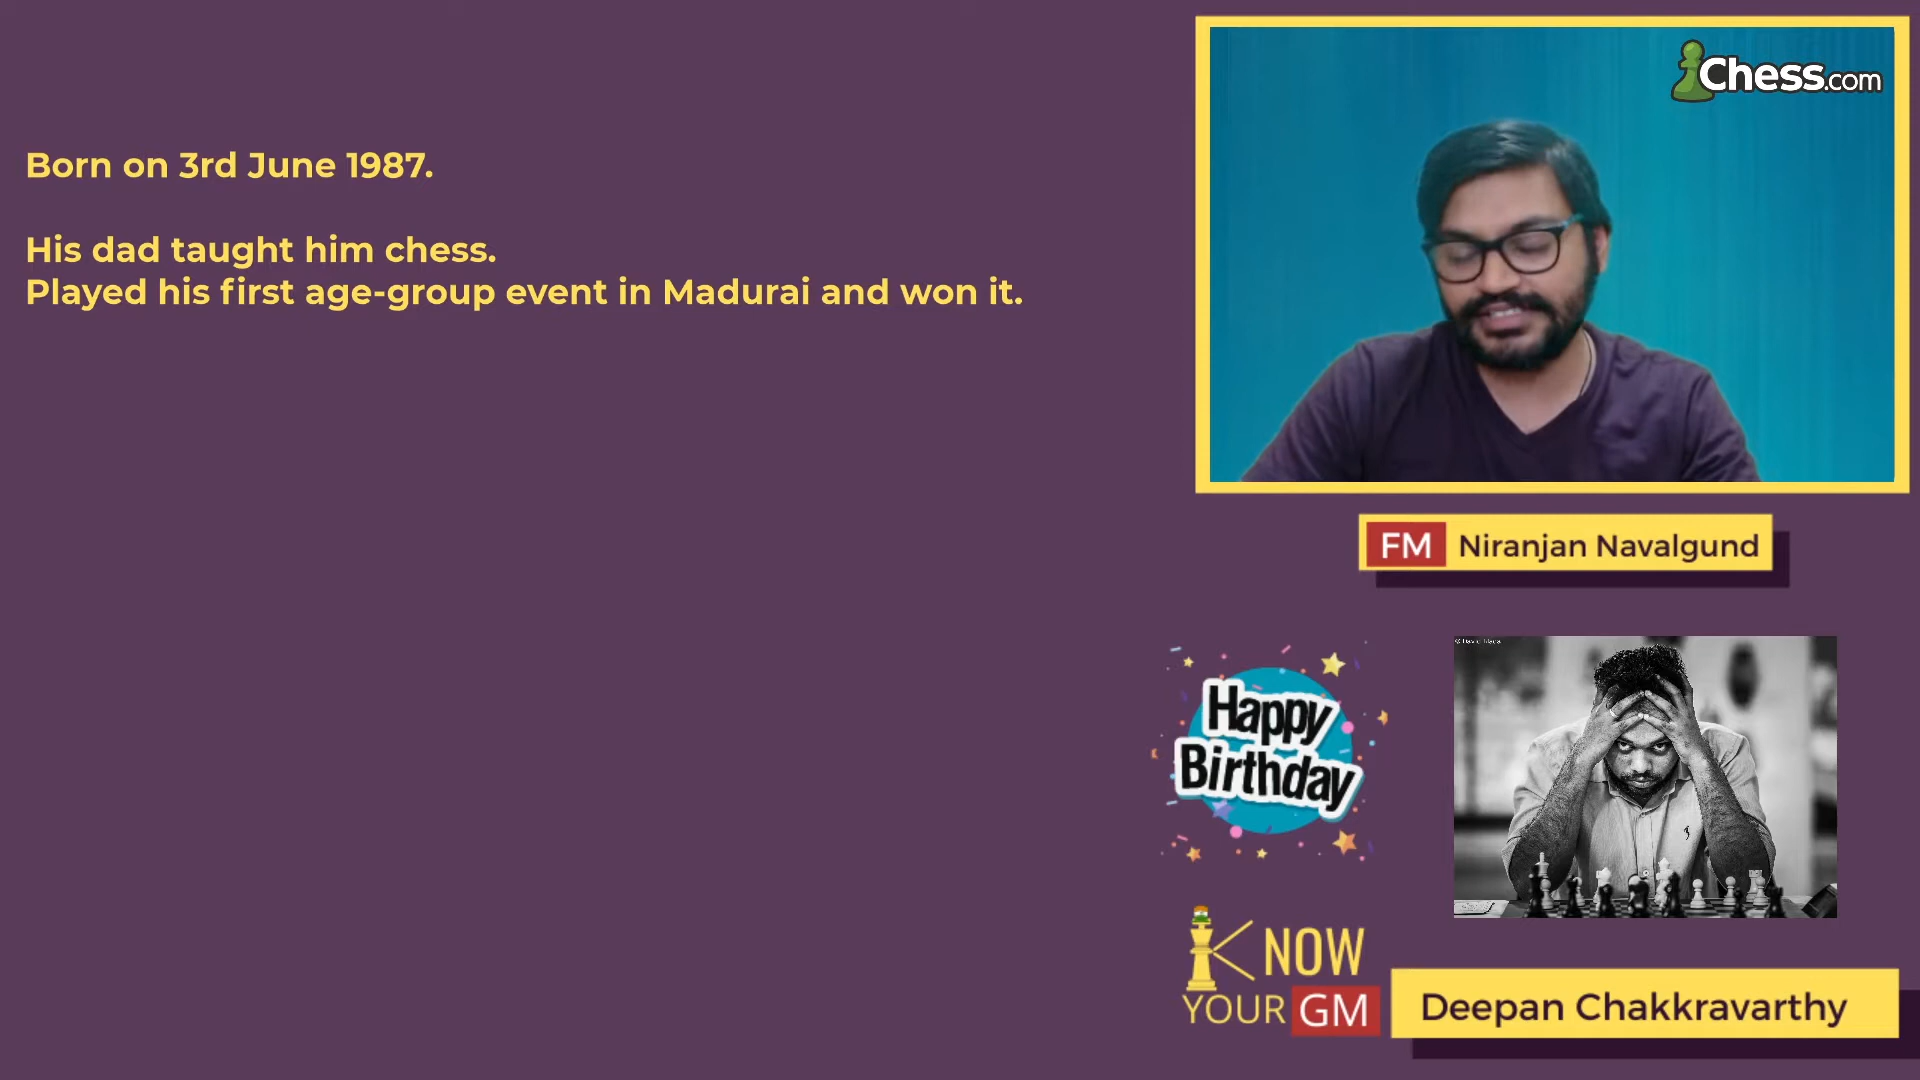 Born on 3rd June 1987.
His dad taught him chess.
Played his first age-group event in Madurai and won it.
Chess.com
FM Niranjan Navalgund
Happy
Birthday
KNOW
YOUR GM
Deepan Chakkravarthy